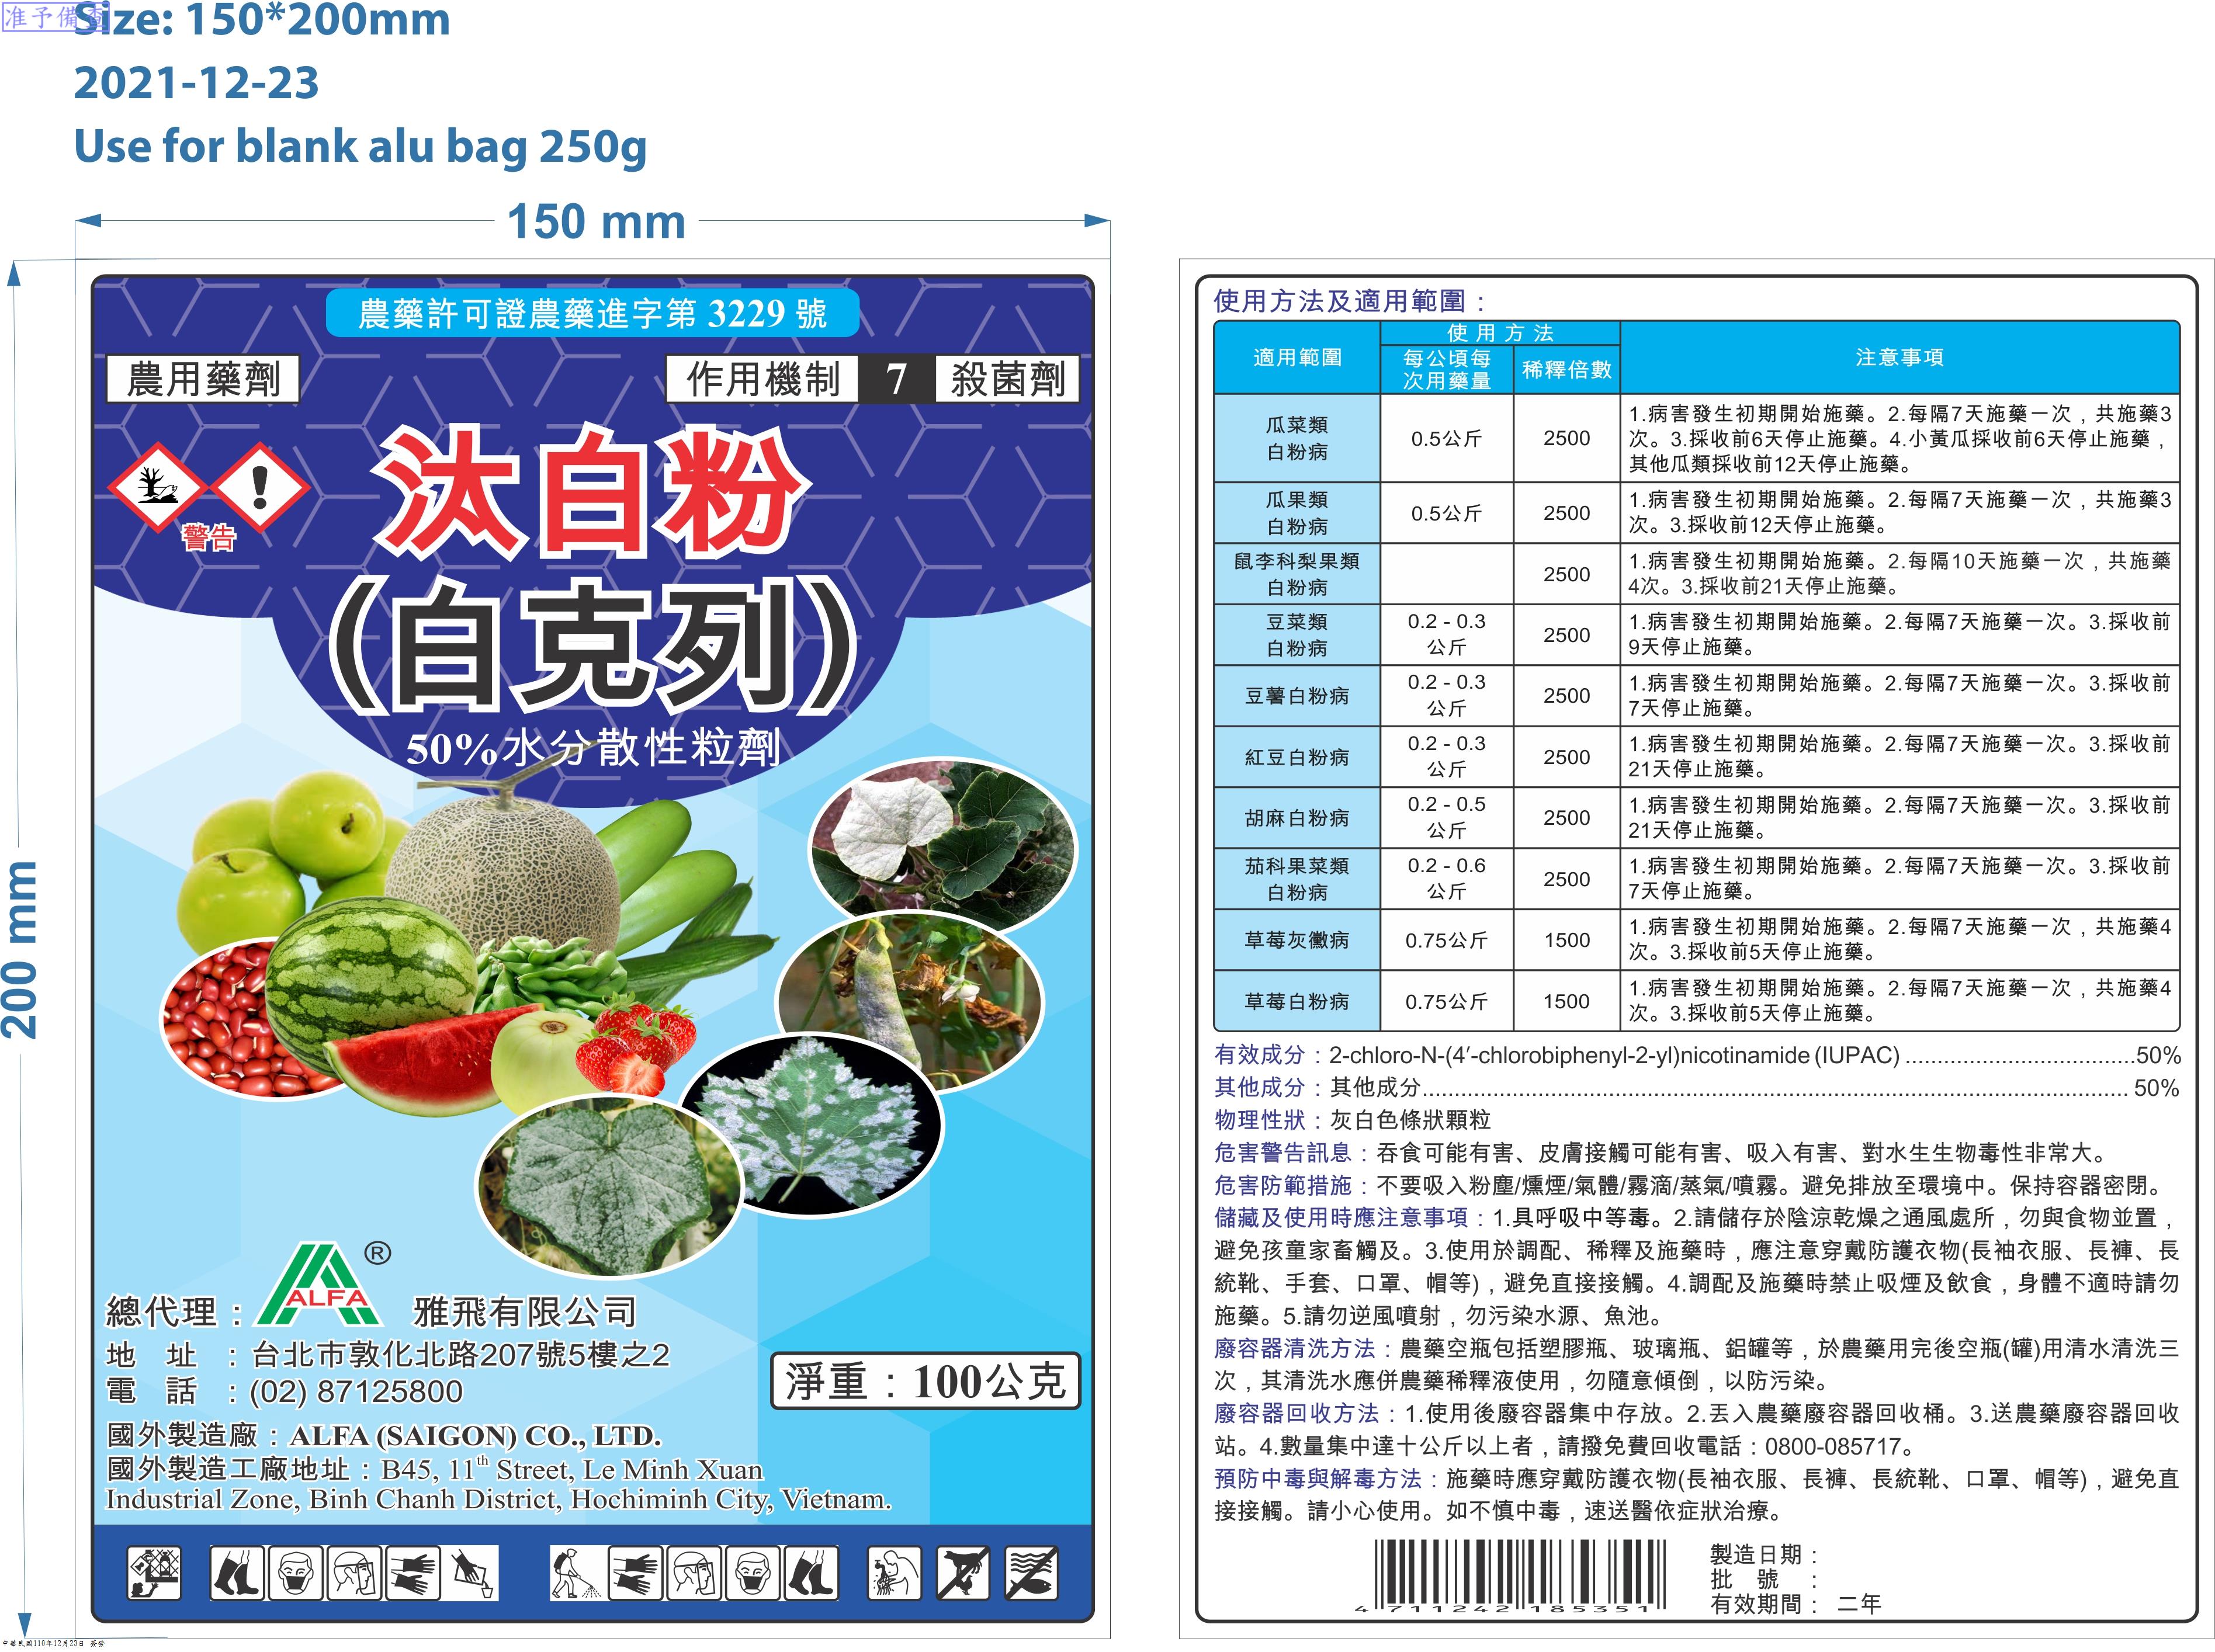 准予備查
Size: 150*200mm
2021-12-23
Use for blank alu bag 250g
150 mm
200 mm
農藥許可證農藥進字第 3229 號
農用藥劑
作用機制 7 殺菌劑
警告
汰白粉
(白克列)
50%水分散性粒劑
ALFA ®
總代理：雅飛有限公司
地 址 ：台北市敦化北路207號5樓之2
電 話 ：(02) 87125800
淨重：100公克
國外製造廠：ALFA (SAIGON) CO., LTD.
國外製造工廠地址：B45, 11th Street, Le Minh Xuan
Industrial Zone, Binh Chanh District, Hochiminh City, Vietnam.
中華民國110年12月23日 簽發
使用方法及適用範圍：
適用範圍 使用方法 注意事項
每公頃每
次用藥量 稀釋倍數
瓜菜類
白粉病 0.5公斤 2500 1.病害發生初期開始施藥。2.每隔7天施藥一次，共施藥3
次。3.採收前6天停止施藥。4.小黃瓜採收前6天停止施藥，
其他瓜類採收前12天停止施藥。
瓜果類
白粉病 0.5公斤 2500 1.病害發生初期開始施藥。2.每隔7天施藥一次，共施藥3
次。3.採收前12天停止施藥。
鼠李科梨果類
白粉病 2500 1.病害發生初期開始施藥。2.每隔10天施藥一次，共施藥
4次。3.採收前21天停止施藥。
豆菜類
白粉病 0.2 - 0.3
公斤 2500 1.病害發生初期開始施藥。2.每隔7天施藥一次。3.採收前
9天停止施藥。
豆薯白粉病 0.2 - 0.3
公斤 2500 1.病害發生初期開始施藥。2.每隔7天施藥一次。3.採收前
7天停止施藥。
紅豆白粉病 0.2 - 0.3
公斤 2500 1.病害發生初期開始施藥。2.每隔7天施藥一次。3.採收前
21天停止施藥。
胡麻白粉病 0.2 - 0.5
公斤 2500 1.病害發生初期開始施藥。2.每隔7天施藥一次。3.採收前
21天停止施藥。
茄科果菜類
白粉病 0.2 - 0.6
公斤 2500 1.病害發生初期開始施藥。2.每隔7天施藥一次。3.採收前
7天停止施藥。
草莓灰黴病 0.75公斤 1500 1.病害發生初期開始施藥。2.每隔7天施藥一次，共施藥4
次。3.採收前5天停止施藥。
草莓白粉病 0.75公斤 1500 1.病害發生初期開始施藥。2.每隔7天施藥一次，共施藥4
次。3.採收前5天停止施藥。
有效成分：2-chloro-N-(4′-chlorobiphenyl-2-yl)nicotinamide (IUPAC) ..................................50%
其他成分：其他成分........................................................................................................ 50%
物理性狀：灰白色條狀顆粒
危害警告訊息：吞食可能有害、皮膚接觸可能有害、吸入有害、對水生生物毒性非常大。
危害防範措施：不要吸入粉塵/燻煙/氣體/霧滴/蒸氣/噴霧。避免排放至環境中。保持容器密閉。
儲藏及使用時應注意事項：1.具呼吸中等毒。2.請儲存於陰涼乾燥之通風處所，勿與食物並置，
避免孩童家畜觸及。3.使用於調配、稀釋及施藥時，應注意穿戴防護衣物(長袖衣服、長褲、長
統靴、手套、口罩、帽等)，避免直接接觸。4.調配及施藥時禁止吸煙及飲食，身體不適時請勿
施藥。5.請勿逆風噴射，勿污染水源、魚池。
廢容器清洗方法：農藥空瓶包括塑膠瓶、玻璃瓶、鋁罐等，於農藥用完後空瓶(罐)用清水清洗三
次，其清洗水應併農藥稀釋液使用，勿隨意傾倒，以防污染。
廢容器回收方法：1.使用後廢容器集中存放。2.丟入農藥廢容器回收桶。3.送農藥廢容器回收
站。4.數量集中達十公斤以上者，請撥免費回收電話：0800-085717。
預防中毒與解毒方法：施藥時應穿戴防護衣物(長袖衣服、長褲、長統靴、口罩、帽等)，避免直
接接觸。請小心使用。如不慎中毒，速送醫依症狀治療。
4 711242 185351
製造日期：
批 號 ：
有效期間： 二年